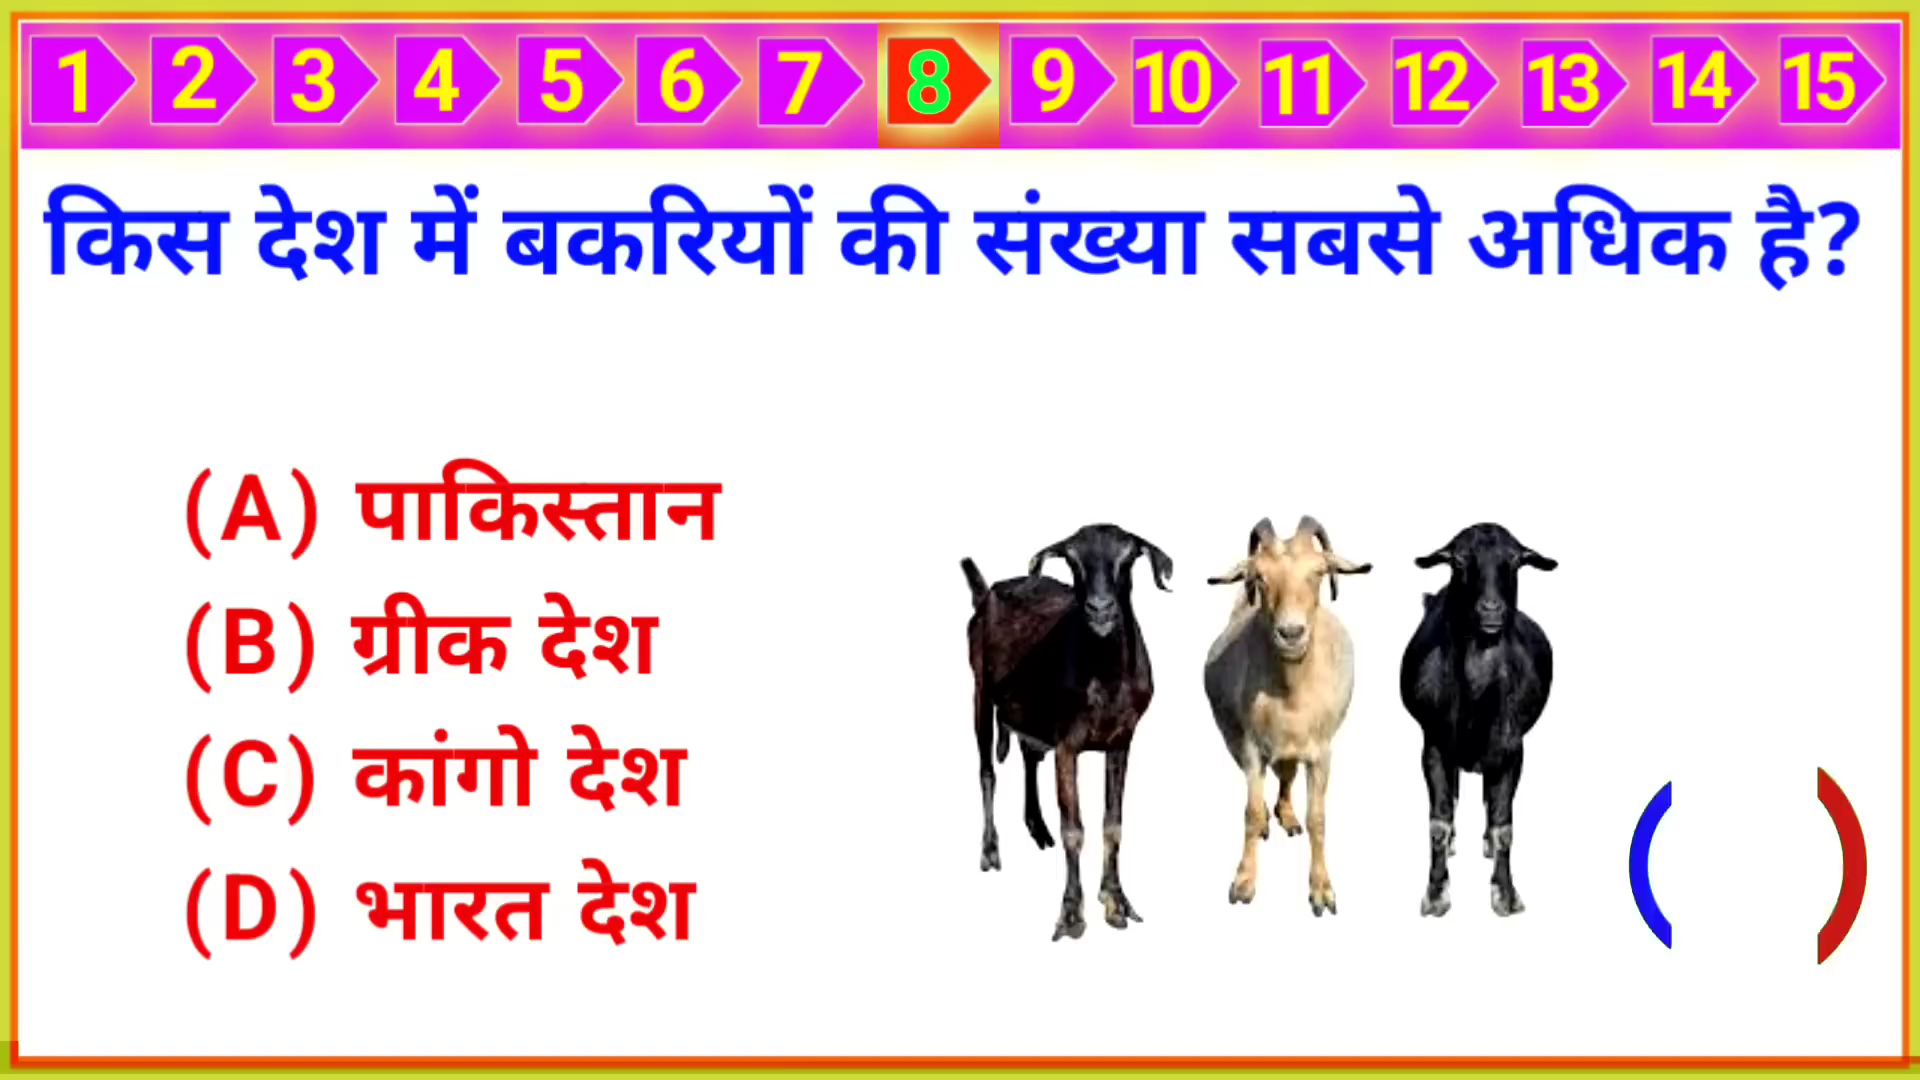 1 2 3 4 5 6 7 8 9 10 11 12 13 14 15
किस देश में बकरियों की संख्या सबसे अधिक है?
(A) पाकिस्तान
(B) ग्रीक देश
(C) कांगो देश
(D) भारत देश
( )